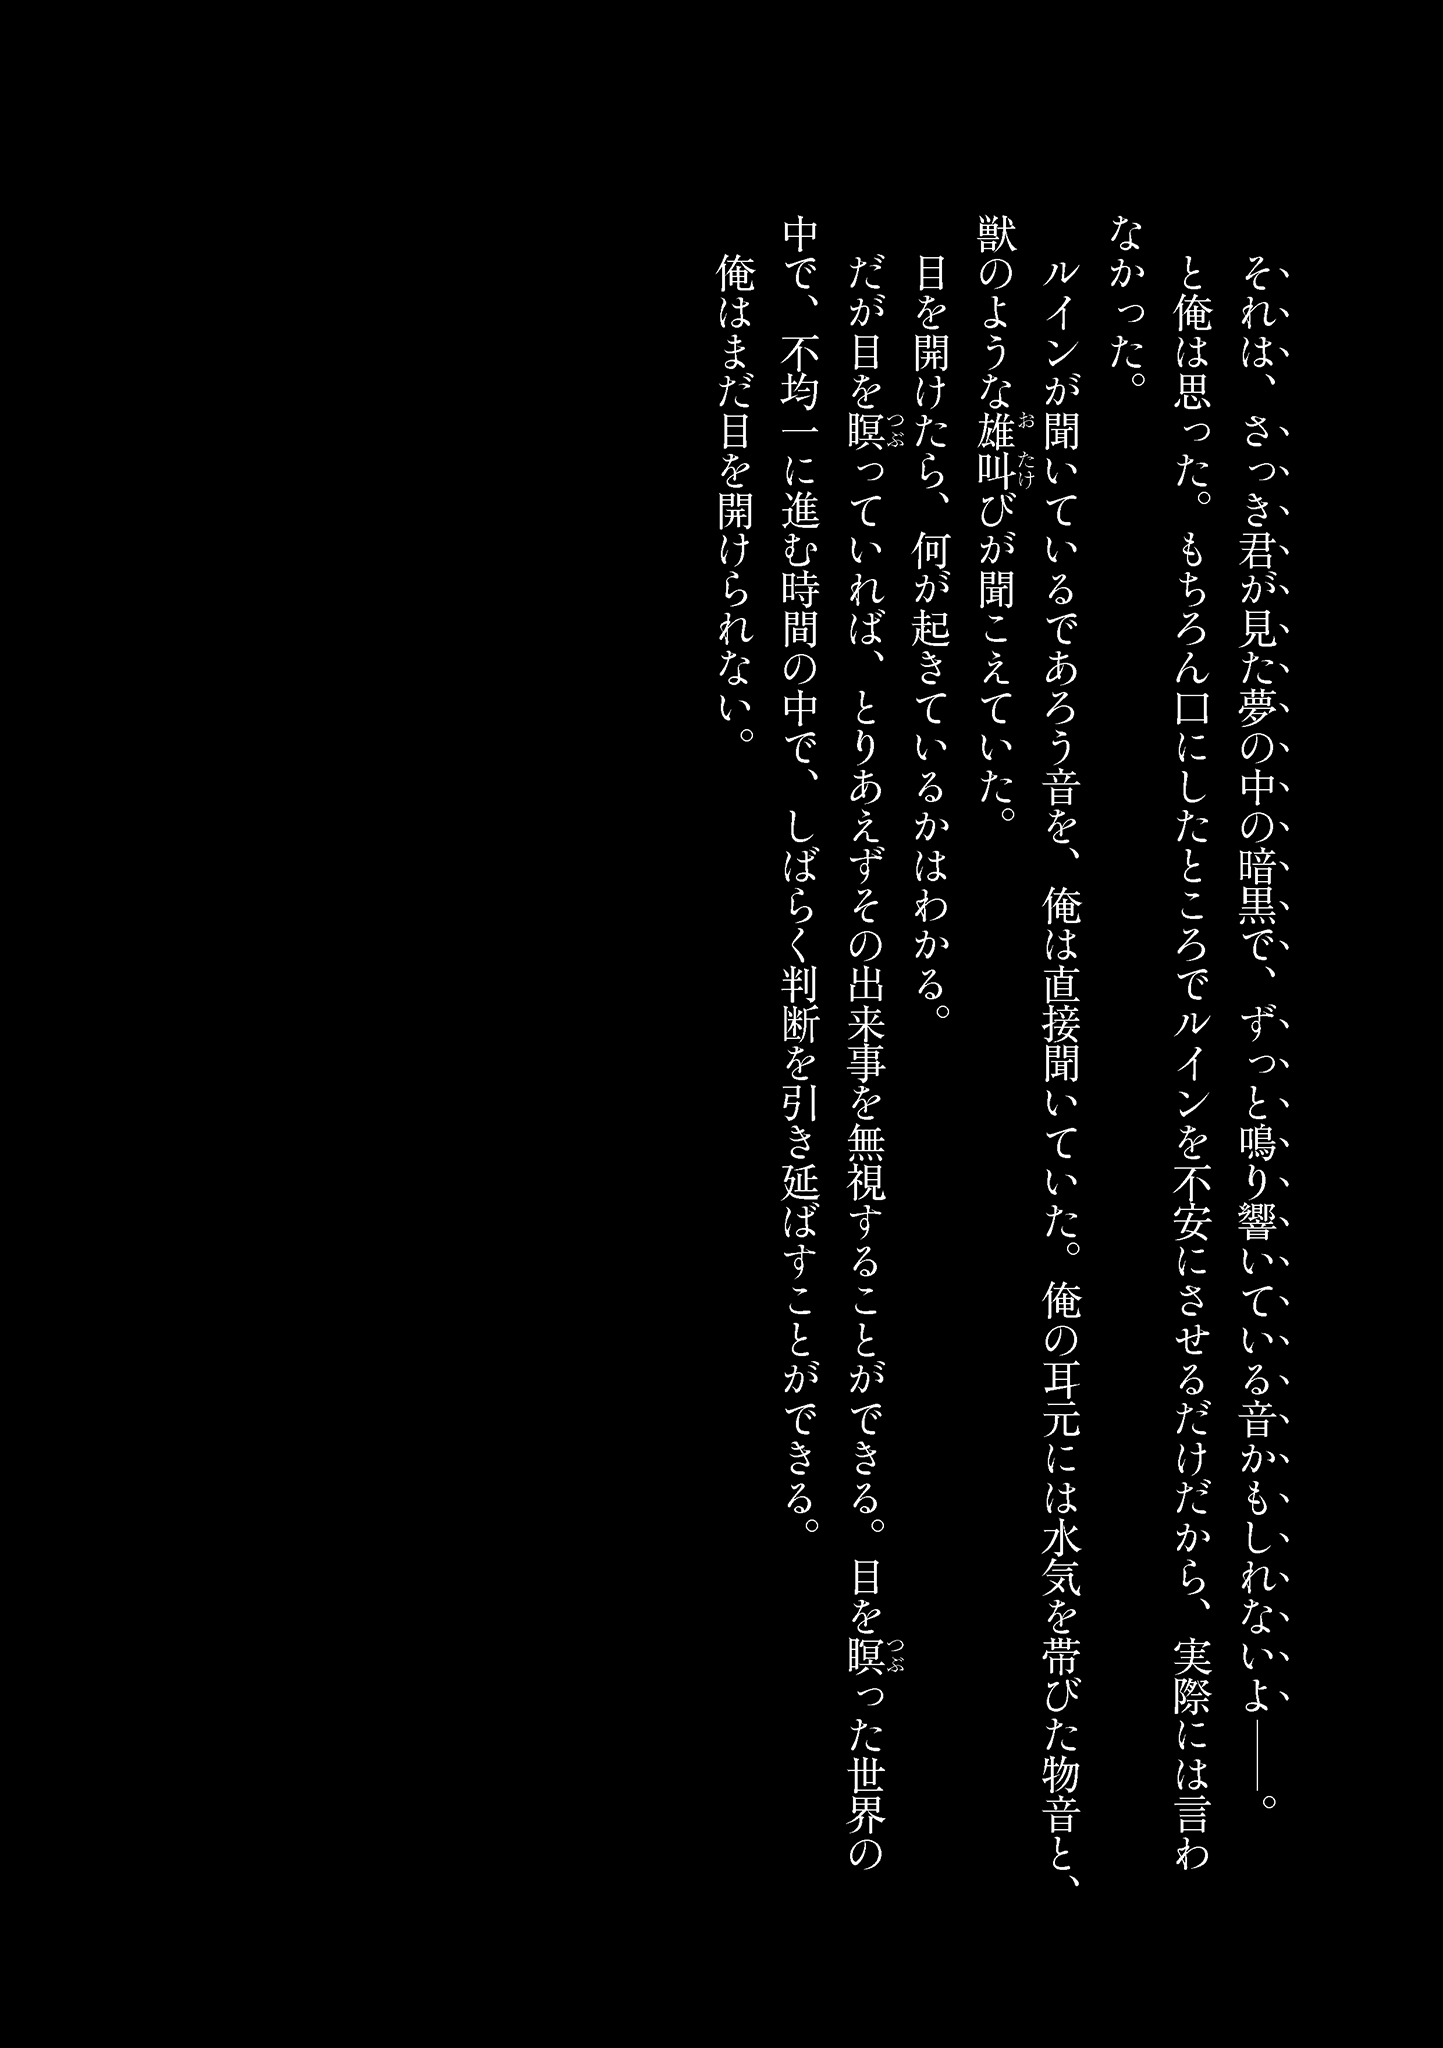 それは、さっき君が見た夢の中の暗黒で、ずっと鳴り響いている音かもしれないよ――。
と俺は思った。もちろん口にしたところでルインを不安にさせるだけだから、実際には言わ
なかった。
ルインが聞いているであろう音を、俺は直接聞いていた。俺の耳元には水気を帯びた物音と、
獣のような雄叫びが聞こえていた。
目を開けたら、何が起きているかはわかる。
だが目を瞑っていれば、とりあえずその出来事を無視することができる。目を瞑った世界の
中で、不均一に進む時間の中で、しばらく判断を引き延ばすことができる。
俺はまだ目を開けられない。